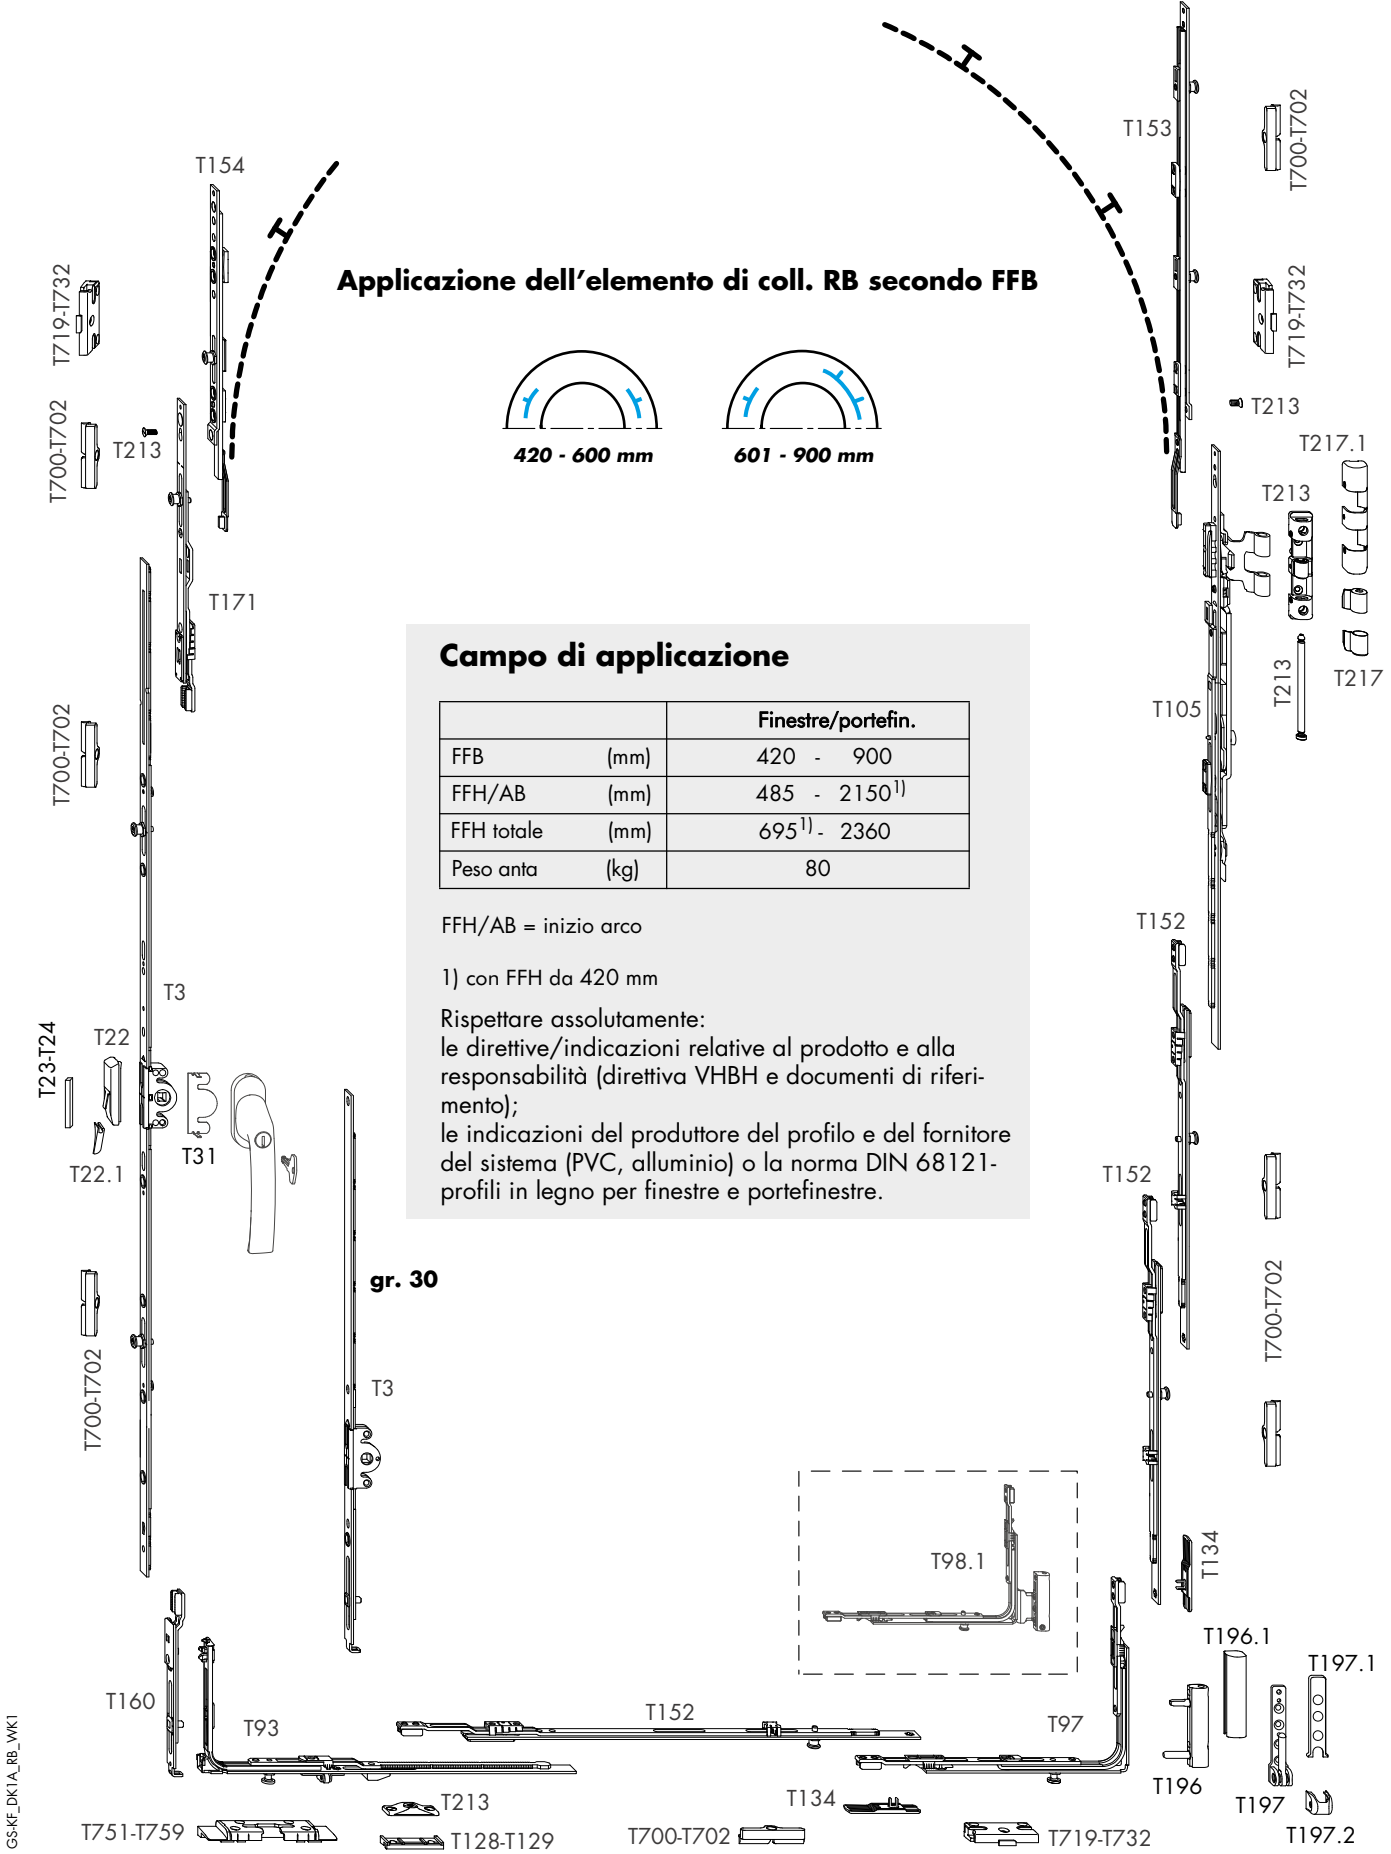 T153
T700-T702
T154
T719-T732
Applicazione dell'elemento di coll. RB secondo FFB
T719-T732
420 - 600 mm
601 - 900 mm
T700-T702
T213
T213
T217.1
T213
T171
T213
T217
T105
T700-T702
Campo di applicazione
Finestre/portefin.
FFB (mm) 420 - 900
FFH/AB (mm) 485 - 2150 1)
FFH totale (mm) 695 1) - 2360
Peso anta (kg) 80
FFH/AB = inizio arco
1) con FFH da 420 mm
Rispettare assolutamente:
le direttive/indicazioni relative al prodotto e alla
responsabilità (direttiva VHBH e documenti di riferi-
mento);
le indicazioni del produttore del profilo e del fornitore
del sistema (PVC, alluminio) o la norma DIN 68121-
profili in legno per finestre e portefinestre.
T152
T3
T23-T24
T22
T22.1
T31
T152
gr. 30
T700-T702
T700-T702
T3
T98.1
T134
T196.1
T197.1
T160
T93
T152
T97
T196
T197
T197.2
T751-T759
T213
T128-T129
T134
T700-T702
T719-T732
GS-KF_DK1A_RB_WK1